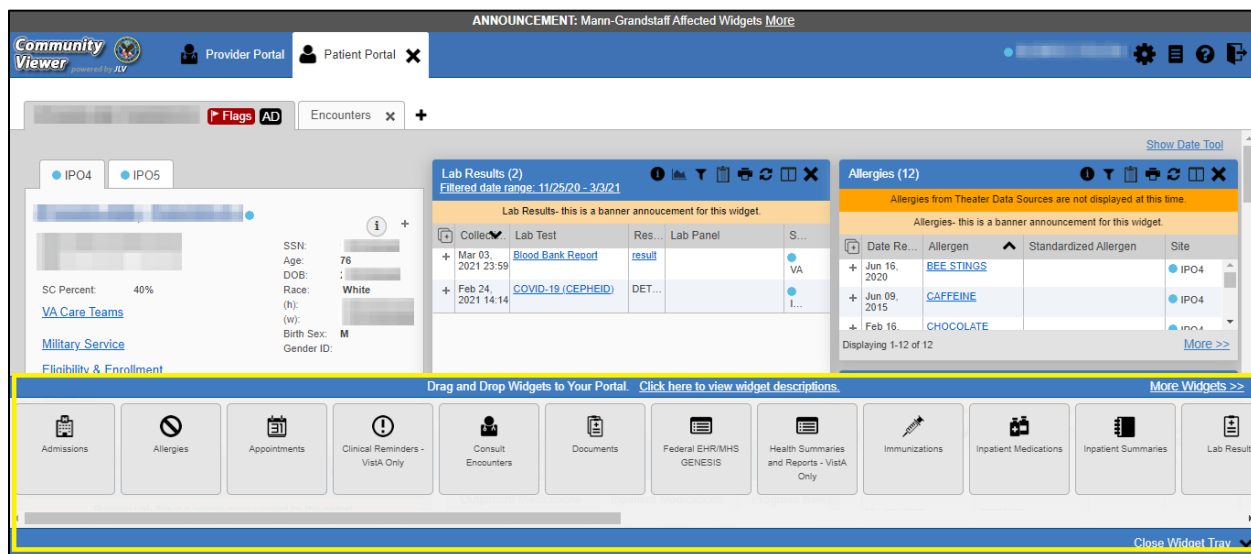 ANNOUNCEMENT: Mann-Grandstaff Affected Widgets More
Community Viewer powered by JLV
Provider Portal
Patient Portal
Flags AD
Encounters
Show Date Tool
IPO4
IPO5
SSN:
Age: 76
DOB:
SC Percent: 40%
Race: White
(h):
(w):
VA Care Teams
Birth Sex: M
Military Service
Gender ID:
Eligibility & Enrollment
Lab Results (2)
Filtered date range: 11/25/20 - 3/3/21
Lab Results- this is a banner annoucement for this widget.
Collec... Lab Test Res... Lab Panel S...
Mar 03, 2021 23:59 Blood Bank Report result VA
Feb 24, 2021 14:14 COVID-19 (CEPHEID) DET... I...
Allergies (12)
Allergies from Theater Data Sources are not displayed at this time.
Allergies- this is a banner announcement for this widget.
Date Re... Allergen Standardized Allergen Site
Jun 16, 2020 BEE STINGS IPO4
Jun 09, 2015 CAFFEINE IPO4
Feb 16, CHOCOLATE IPO4
Displaying 1-12 of 12
More >>
Drag and Drop Widgets to Your Portal. Click here to view widget descriptions.
More Widgets >>
Admissions
Allergies
Appointments
Clinical Reminders - VistA Only
Consult Encounters
Documents
Federal EHR/MHS GENESIS
Health Summaries and Reports - VistA Only
Immunizations
Inpatient Medications
Inpatient Summaries
Lab Result
Close Widget Tray